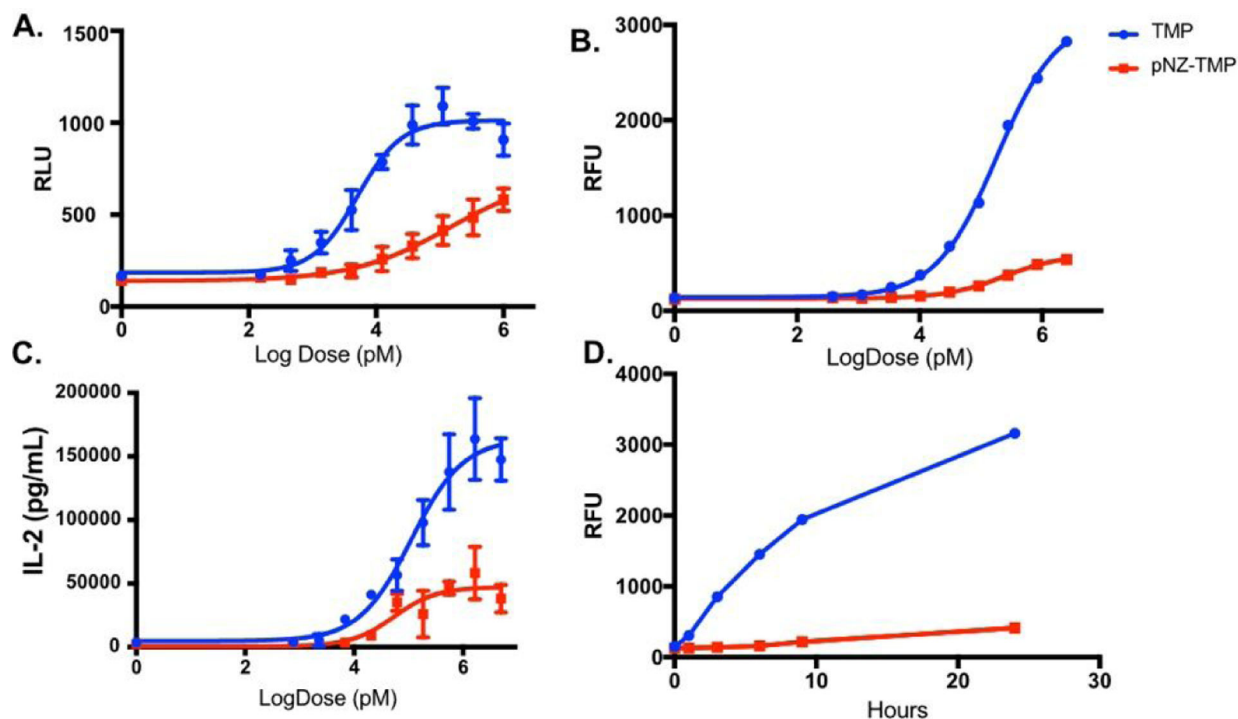 A.
1500
1000
500
0
RLU
0
2
4
6
Log Dose (pM)
B.
3000
2000
1000
0
RFU
0
2
4
6
LogDose (pM)
TMP
pNZ-TMP
C.
200000
150000
100000
50000
0
IL-2 (pg/mL)
0
2
4
6
LogDose (pM)
D.
4000
3000
2000
1000
0
RFU
0
10
20
30
Hours